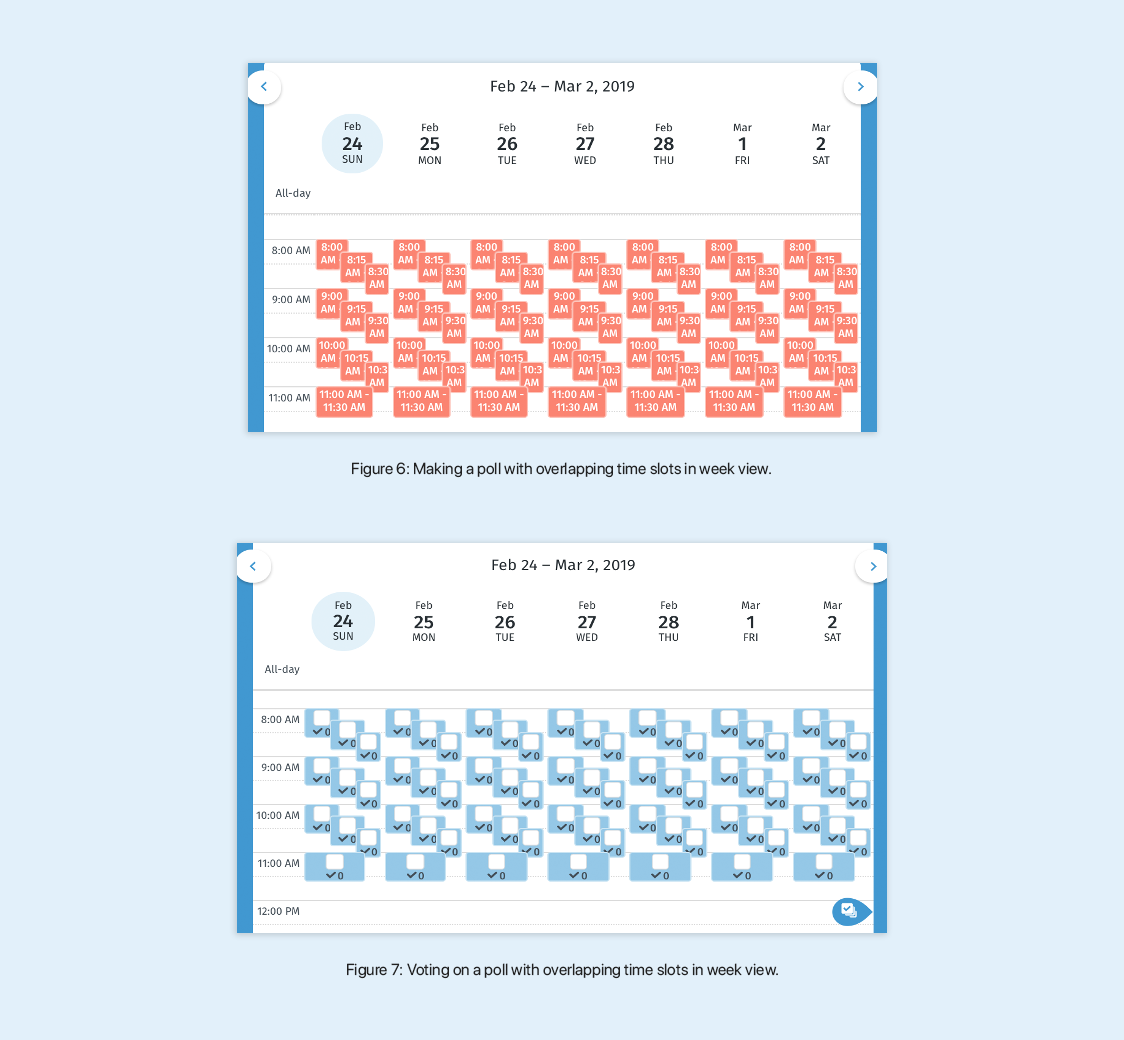 Feb 24 – Mar 2, 2019
Feb Feb Feb Feb Feb Mar Mar
24 25 26 27 28 1 2
SUN MON TUE WED THU FRI SAT
All-day
8:00 AM
8:00 AM 8:15 AM 8:30 AM 8:00 AM 8:15 AM 8:30 AM 8:00 AM 8:15 AM 8:30 AM 8:00 AM 8:15 AM 8:30 AM 8:00 AM 8:15 AM 8:30 AM 8:00 AM 8:15 AM 8:30 AM 8:00 AM 8:15 AM 8:30 AM
9:00 AM
9:00 AM 9:15 AM 9:30 AM 9:00 AM 9:15 AM 9:30 AM 9:00 AM 9:15 AM 9:30 AM 9:00 AM 9:15 AM 9:30 AM 9:00 AM 9:15 AM 9:30 AM 9:00 AM 9:15 AM 9:30 AM 9:00 AM 9:15 AM 9:30 AM
10:00 AM
10:00 AM 10:15 AM 10:3 AM 10:00 AM 10:15 AM 10:3 AM 10:00 AM 10:15 AM 10:3 AM 10:00 AM 10:15 AM 10:3 AM 10:00 AM 10:15 AM 10:3 AM 10:00 AM 10:15 AM 10:3 AM 10:00 AM 10:15 AM 10:3 AM
11:00 AM
11:00 AM - 11:00 AM - 11:00 AM - 11:00 AM - 11:00 AM - 11:00 AM - 11:00 AM -
11:30 AM 11:30 AM 11:30 AM 11:30 AM 11:30 AM 11:30 AM 11:30 AM
Figure 6: Making a poll with overlapping time slots in week view.
Feb 24 – Mar 2, 2019
Feb Feb Feb Feb Feb Mar Mar
24 25 26 27 28 1 2
SUN MON TUE WED THU FRI SAT
All-day
8:00 AM
0 0 0 0 0 0 0 0 0 0 0 0 0 0 0 0 0 0 0 0 0
9:00 AM
0 0 0 0 0 0 0 0 0 0 0 0 0 0 0 0 0 0 0 0 0
10:00 AM
0 0 0 0 0 0 0 0 0 0 0 0 0 0 0 0 0 0 0 0 0
11:00 AM
0 0 0 0 0 0 0
12:00 PM
Figure 7: Voting on a poll with overlapping time slots in week view.